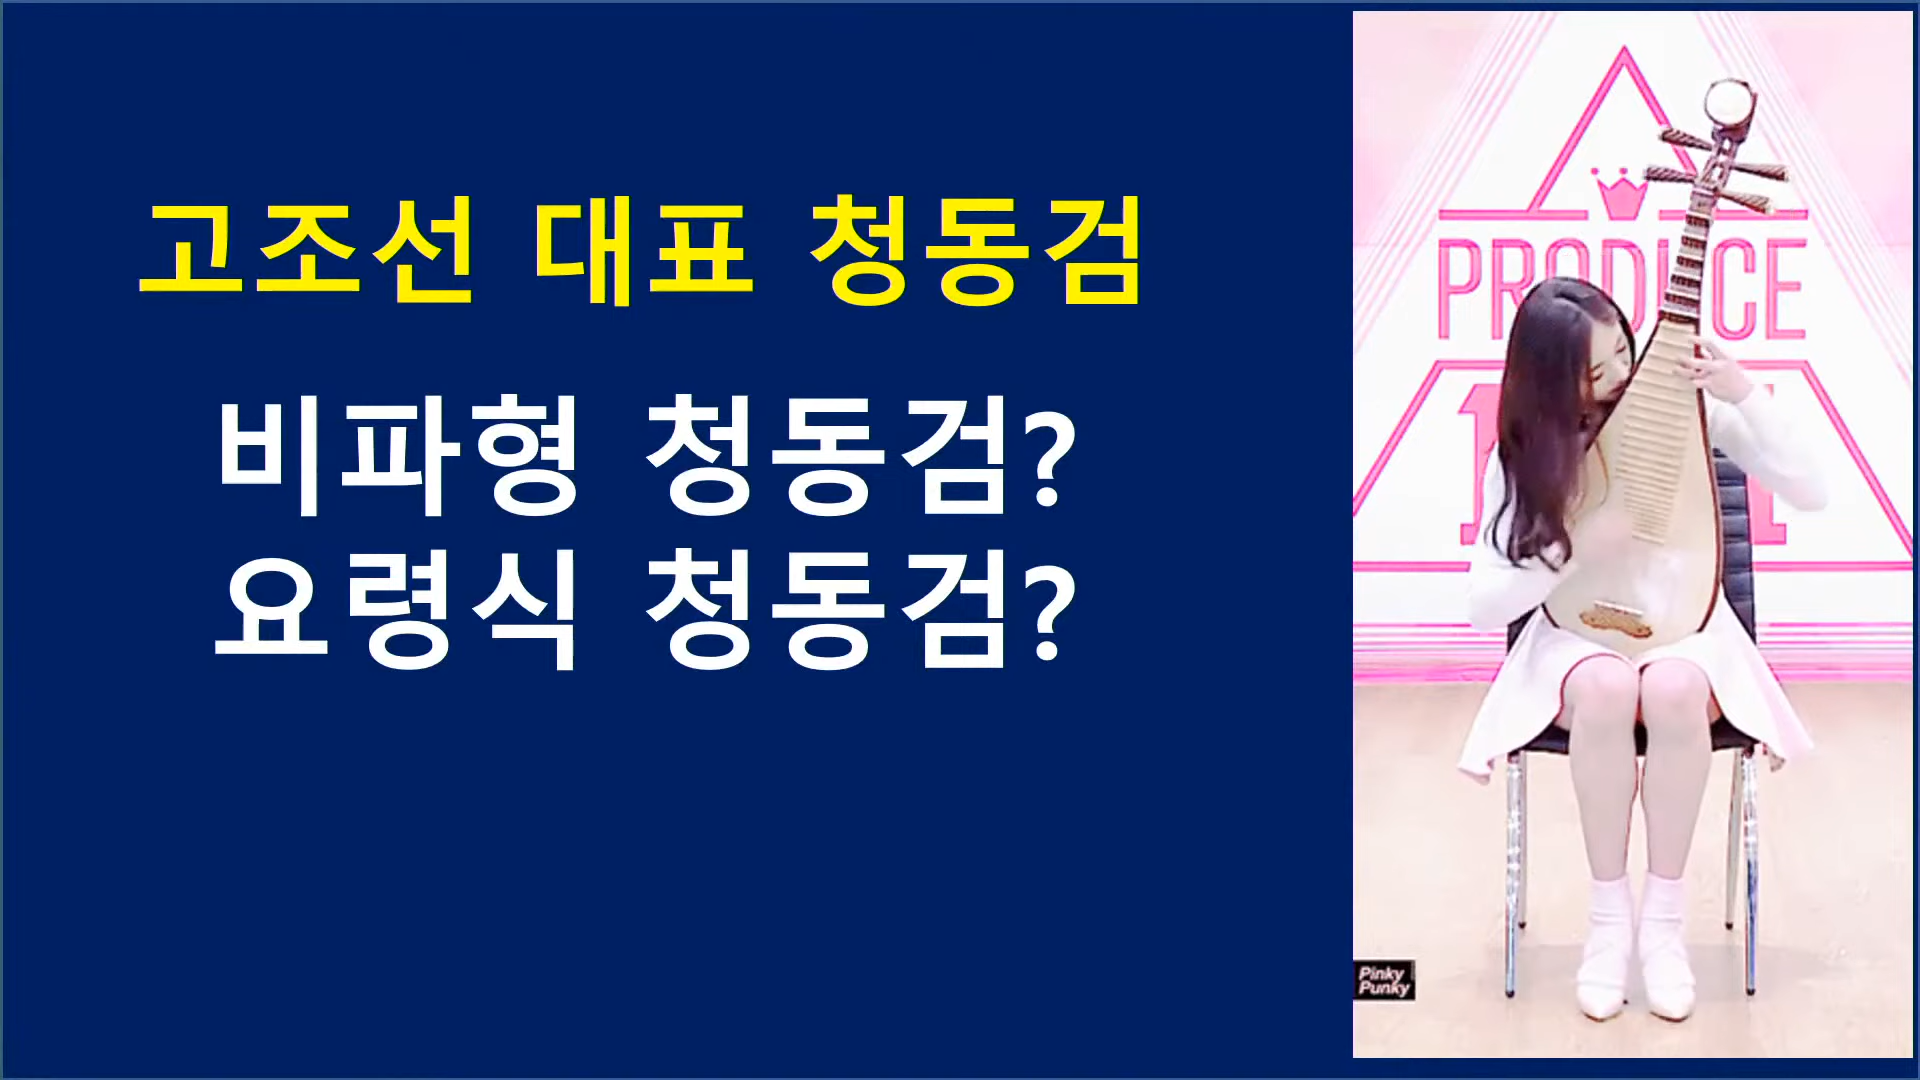 고조선 대표 청동검
비파형 청동검?
요령식 청동검?
PRODUCE
Pinky
Punky